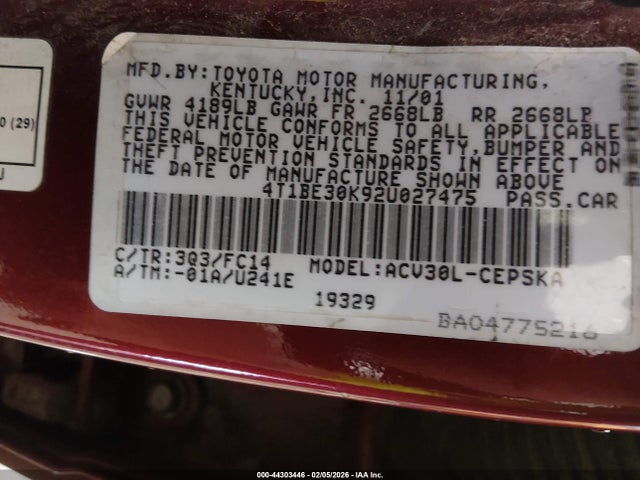 0 (29)
J
MFD.BY:TOYOTA MOTOR MANUFACTURING,
KENTUCKY,INC. 11/01
GVWR 4189LB GAWR FR 2668LB RR 2668LB
THIS VEHICLE CONFORMS TO ALL APPLICABLE
FEDERAL MOTOR VEHICLE SAFETY,BUMPER AND
THEFT PREVENTION STANDARDS IN EFFECT ON
THE DATE OF MANUFACTURE SHOWN ABOVE
4T1BE30K92U027475 PASS.CAR
C/TR:3Q3/FC14 MODEL:ACV30L-CEPSKA
A/TM:-01A/U241E
19329
BA04775216
000-44303446 - 02/05/2026 - IAA Inc.